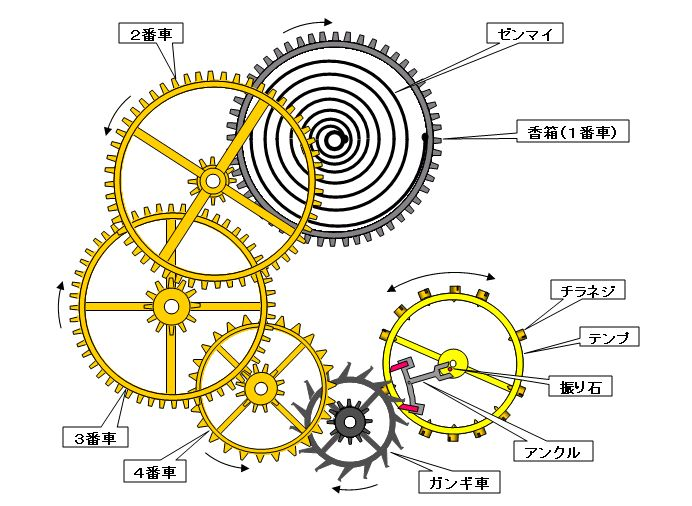 2番車
ゼンマイ
香箱(1番車)
チラネジ
テンプ
振り石
アンクル
3番車
4番車
ガンギ車